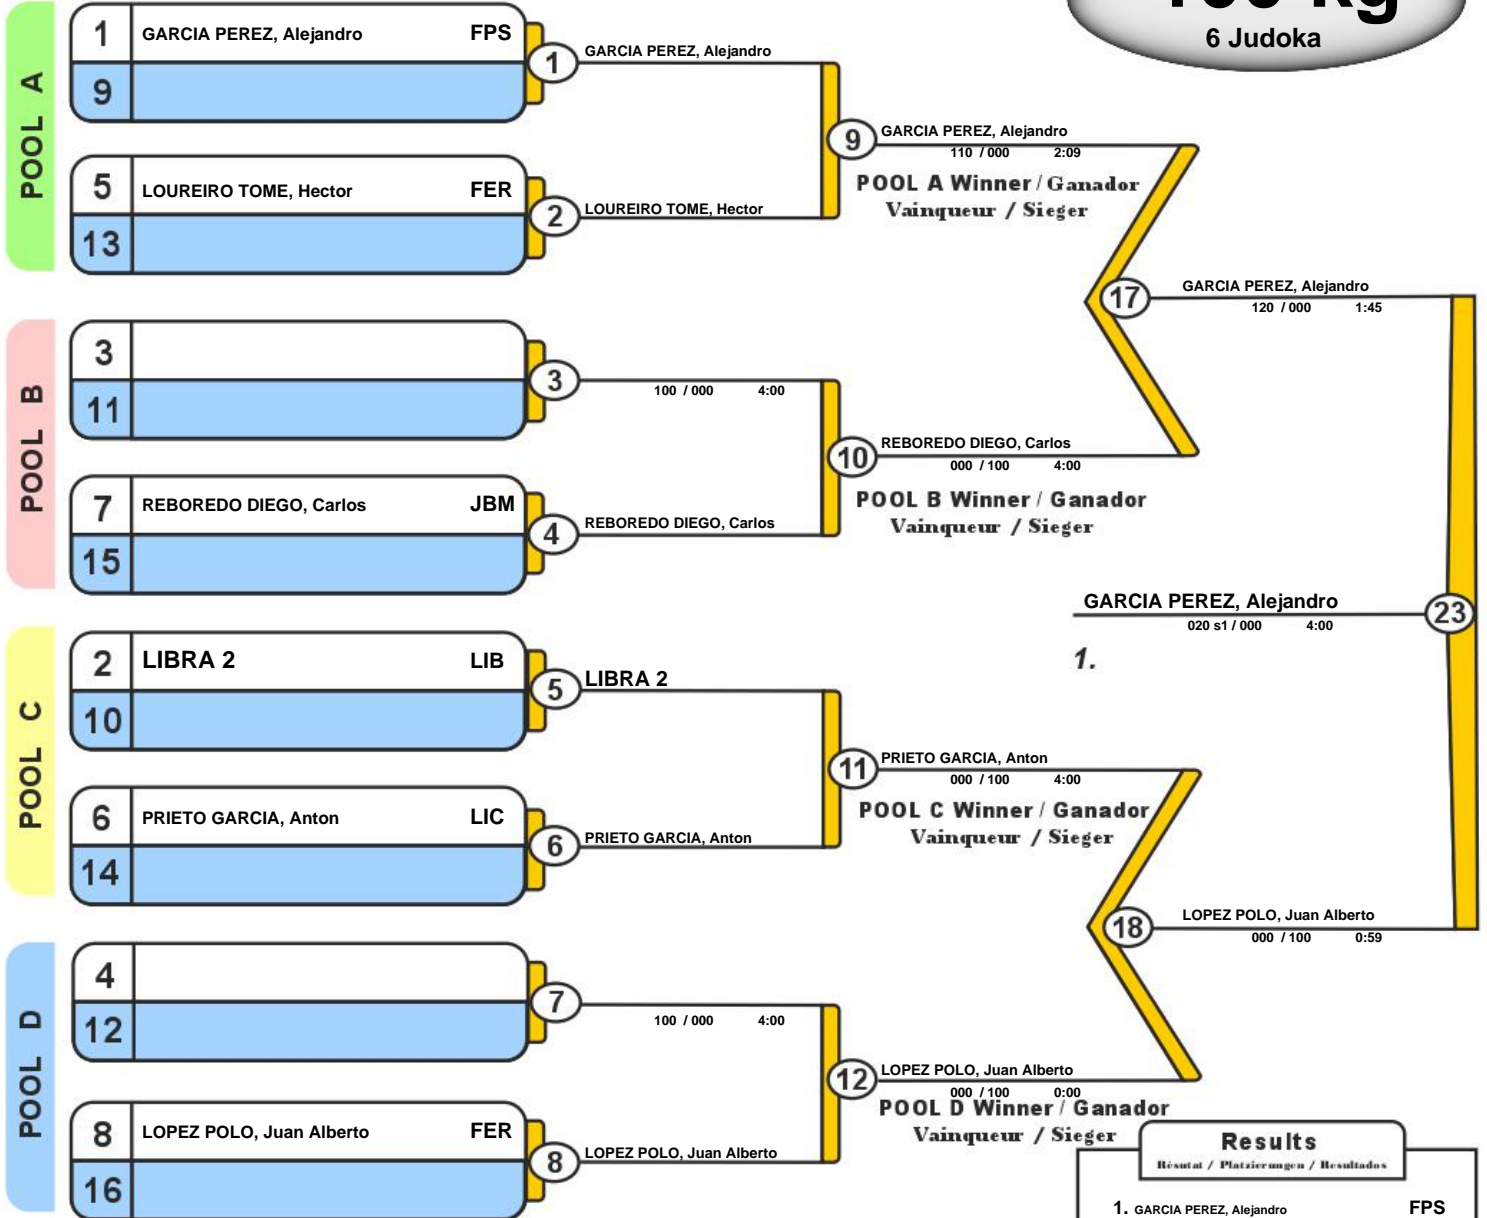 6 Judoka
POOL A
1 GARCIA PEREZ, Alejandro FPS
9
1
GARCIA PEREZ, Alejandro
5 LOUREIRO TOME, Hector FER
13
2
LOUREIRO TOME, Hector
9
GARCIA PEREZ, Alejandro
110 / 000 2:09
POOL A Winner / Ganador
Vainqueur / Sieger
POOL B
3
11
3
100 / 000 4:00
7 REBOREDO DIEGO, Carlos JBM
15
4
REBOREDO DIEGO, Carlos
10
REBOREDO DIEGO, Carlos
000 / 100 4:00
POOL B Winner / Ganador
Vainqueur / Sieger
17
GARCIA PEREZ, Alejandro
120 / 000 1:45
POOL C
2 LIBRA 2 LIB
10
5
LIBRA 2
6 PRIETO GARCIA, Anton LIC
14
6
PRIETO GARCIA, Anton
11
PRIETO GARCIA, Anton
000 / 100 4:00
POOL C Winner / Ganador
Vainqueur / Sieger
POOL D
4
12
7
100 / 000 4:00
8 LOPEZ POLO, Juan Alberto FER
16
8
LOPEZ POLO, Juan Alberto
12
LOPEZ POLO, Juan Alberto
000 / 100 0:00
POOL D Winner / Ganador
Vainqueur / Sieger
18
LOPEZ POLO, Juan Alberto
000 / 100 0:59
GARCIA PEREZ, Alejandro
23
020 s1 / 000 4:00
1.
Results
Résutat / Platzierungen / Resultados
1. GARCIA PEREZ, Alejandro FPS